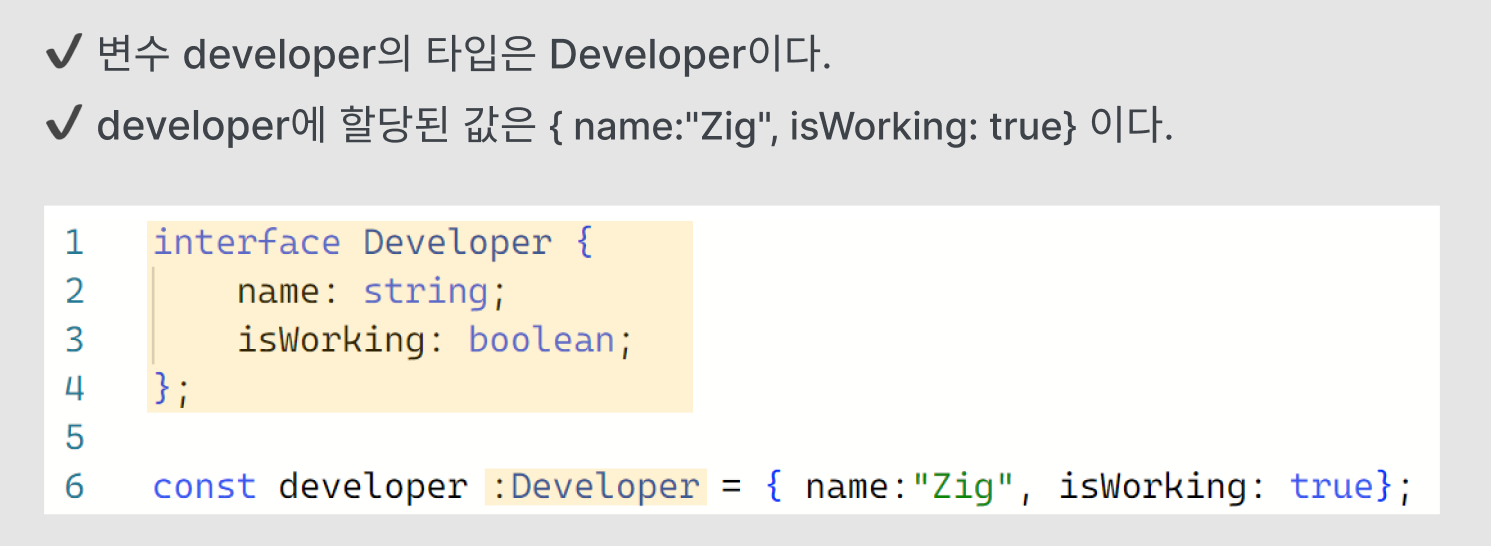 ✔ 변수 developer의 타입은 Developer이다.
✔ developer에 할당된 값은 { name:"Zig", isWorking: true} 이다.
1 interface Developer {
2     name: string;
3     isWorking: boolean;
4 };
5
6 const developer :Developer = { name:"Zig", isWorking: true};